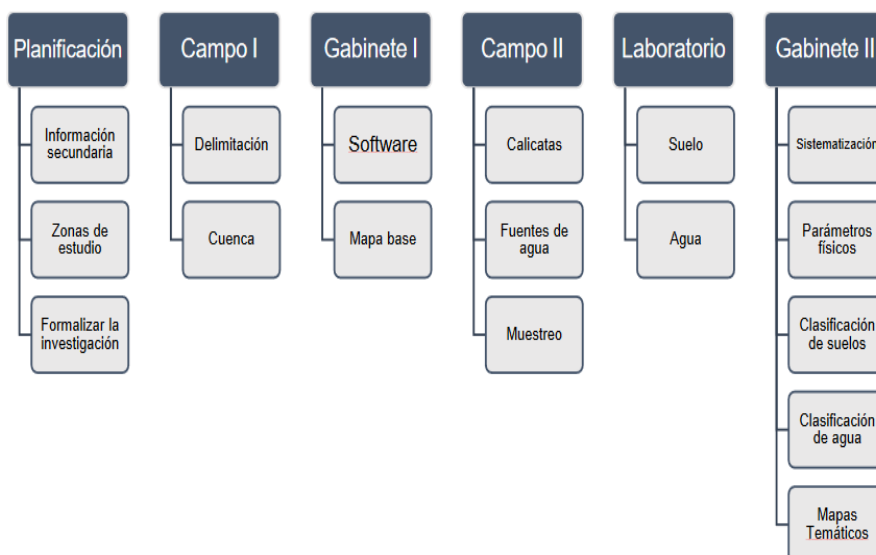 Planificación
Información
secundaria
Zonas de
estudio
Formalizar la
investigación
Campo I
Delimitación
Cuenca
Gabinete I
Software
Mapa base
Campo II
Calicatas
Fuentes de
agua
Muestreo
Laboratorio
Suelo
Agua
Gabinete II
Sistematización
Parámetros
físicos
Clasificación
de suelos
Clasificación
de agua
Mapas
Temáticos